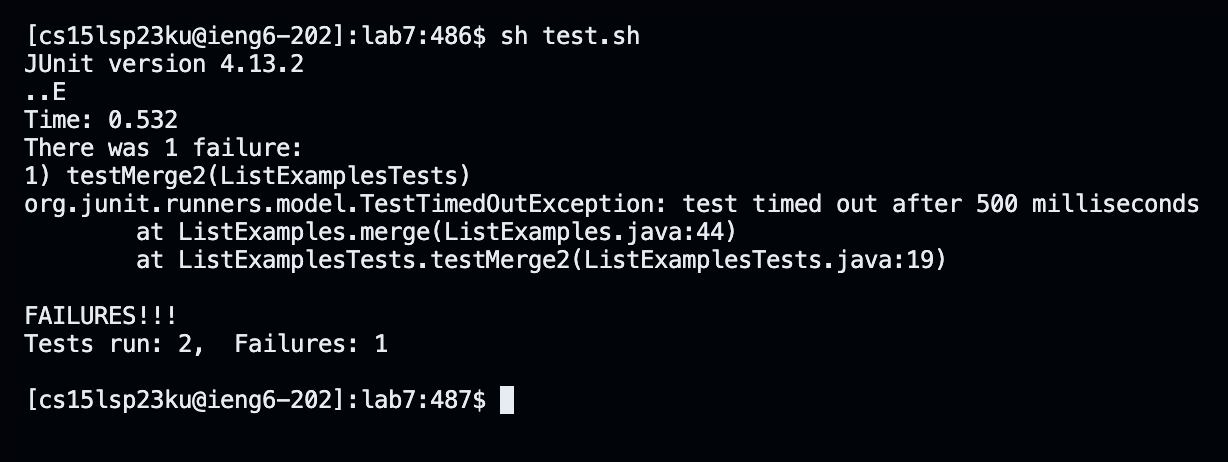 [cs15lsp23ku@ieng6-202]:lab7:486$ sh test.sh
JUnit version 4.13.2
..E
Time: 0.532
There was 1 failure:
1) testMerge2(ListExamplesTests)
org.junit.runners.model.TestTimedOutException: test timed out after 500 milliseconds
        at ListExamples.merge(ListExamples.java:44)
        at ListExamplesTests.testMerge2(ListExamplesTests.java:19)

FAILURES!!!
Tests run: 2,  Failures: 1

[cs15lsp23ku@ieng6-202]:lab7:487$